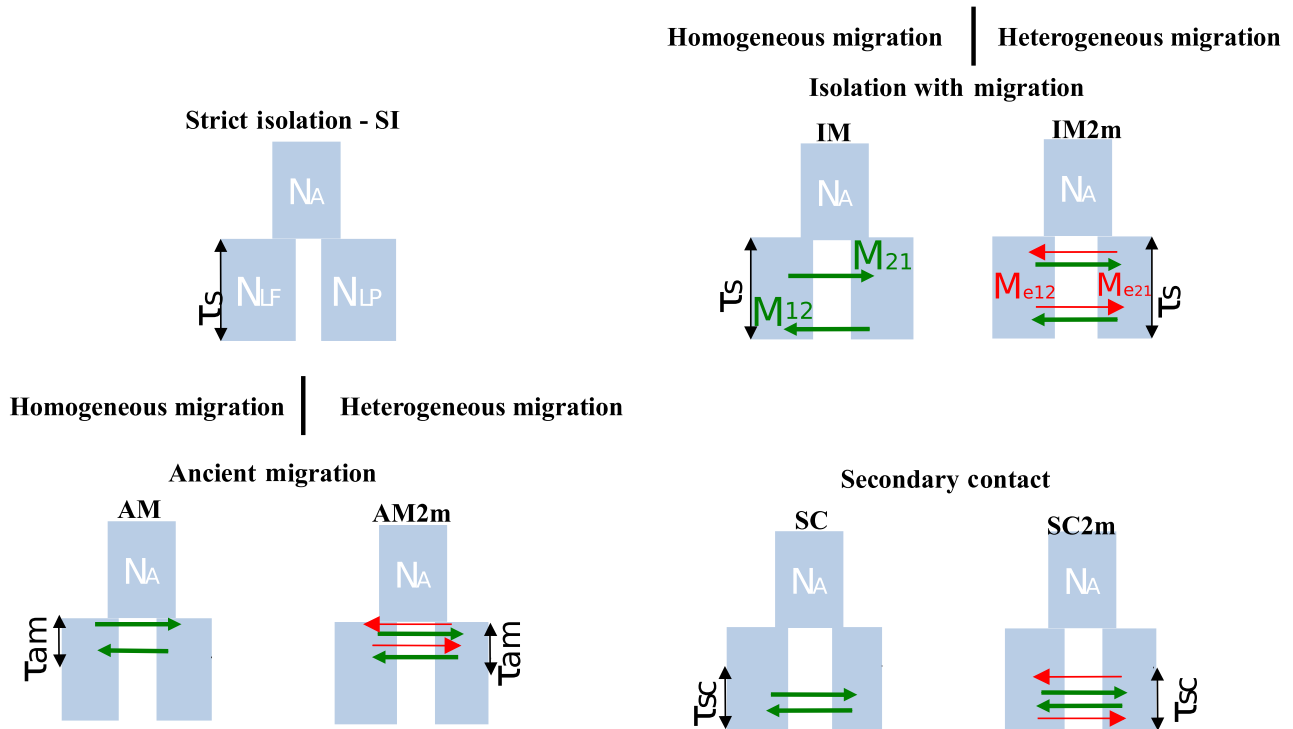 Homogeneous migration
Heterogeneous migration
Isolation with migration
Strict isolation - SI
NA
NLF
NLP
τs
IM
NA
M21
M12
τs
IM2m
NA
Me12
Me21
τs
Homogeneous migration
Heterogeneous migration
Ancient migration
AM
NA
τam
AM2m
NA
τam
Secondary contact
SC
NA
τsc
SC2m
NA
τsc